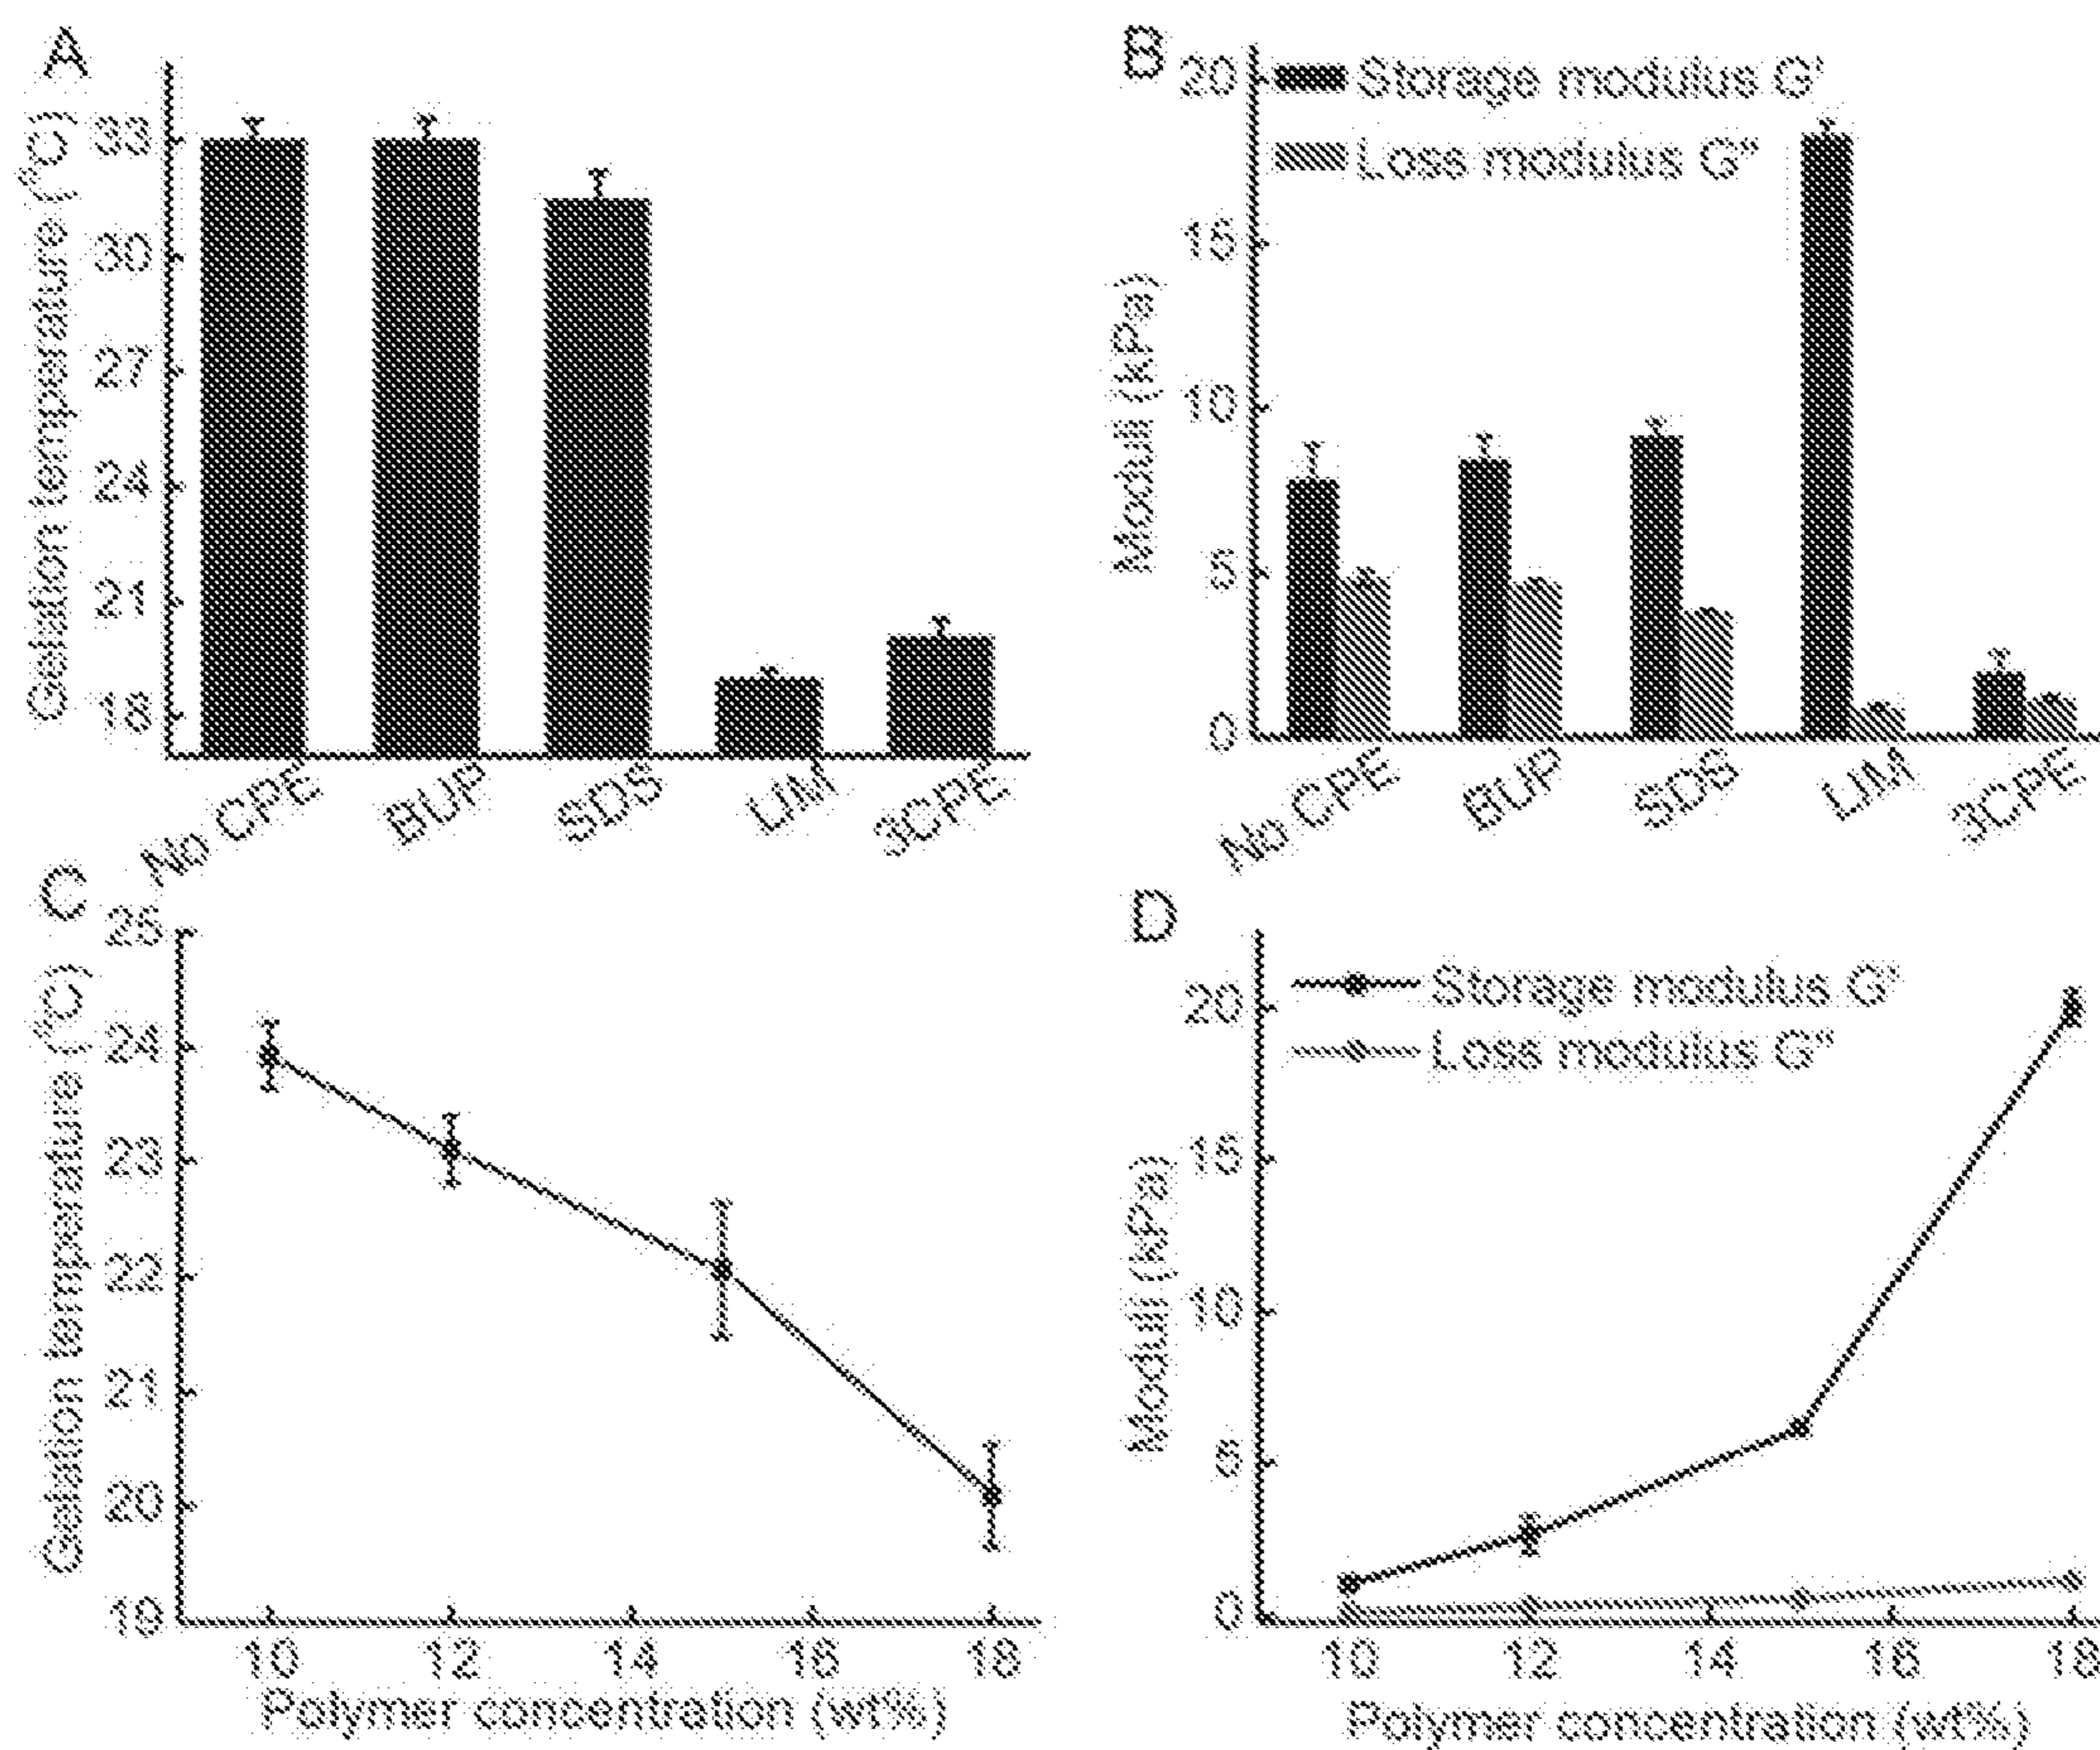 A
Gelation temperature (°C)
33
30
27
24
21
18
No CPE
BUP
SDS
LIM
3CPE
B
Moduli (kPa)
20
15
10
5
0
Storage modulus G'
Loss modulus G"
No CPE
BUP
SDS
LIM
3CPE
C
Gelation temperature (°C)
25
24
23
22
21
20
19
10 12 14 16 18
Polymer concentration (wt%)
D
Moduli (kPa)
20
15
10
5
0
Storage modulus G'
Loss modulus G"
10 12 14 16 18
Polymer concentration (wt%)